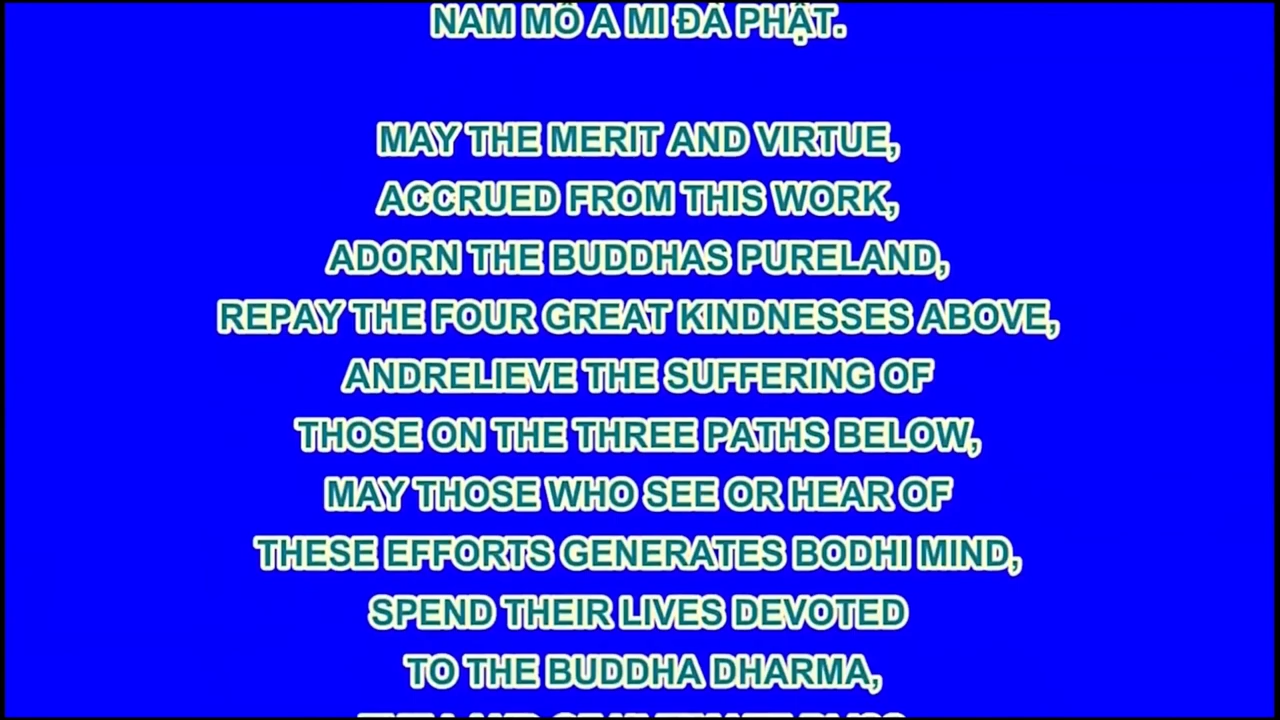 NAM MÔ A MI ĐÀ PHẬT.
MAY THE MERIT AND VIRTUE,
ACCRUED FROM THIS WORK,
ADORN THE BUDDHAS PURELAND,
REPAY THE FOUR GREAT KINDNESSES ABOVE,
ANDRELIEVE THE SUFFERING OF
THOSE ON THE THREE PATHS BELOW,
MAY THOSE WHO SEE OR HEAR OF
THESE EFFORTS GENERATES BODHI MIND,
SPEND THEIR LIVES DEVOTED
TO THE BUDDHA DHARMA,